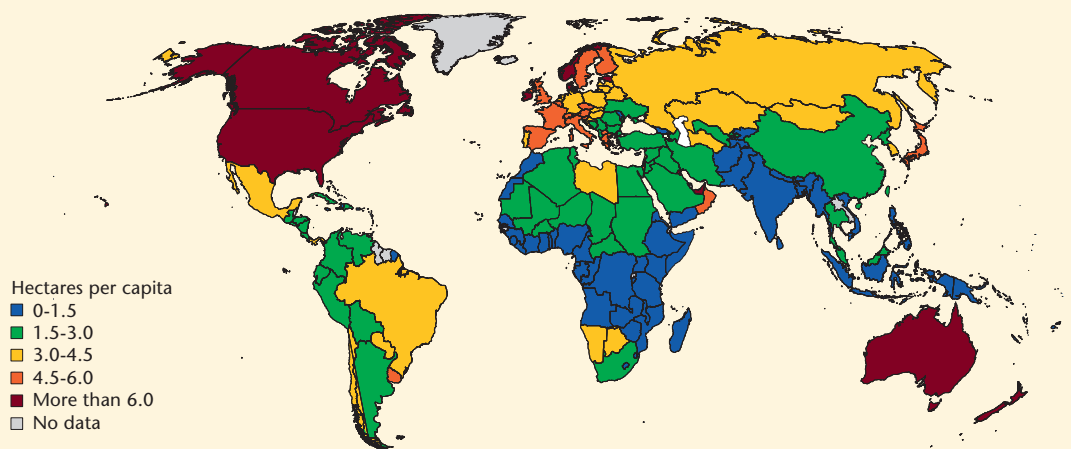 Hectares per capita
0-1.5
1.5-3.0
3.0-4.5
4.5-6.0
More than 6.0
No data